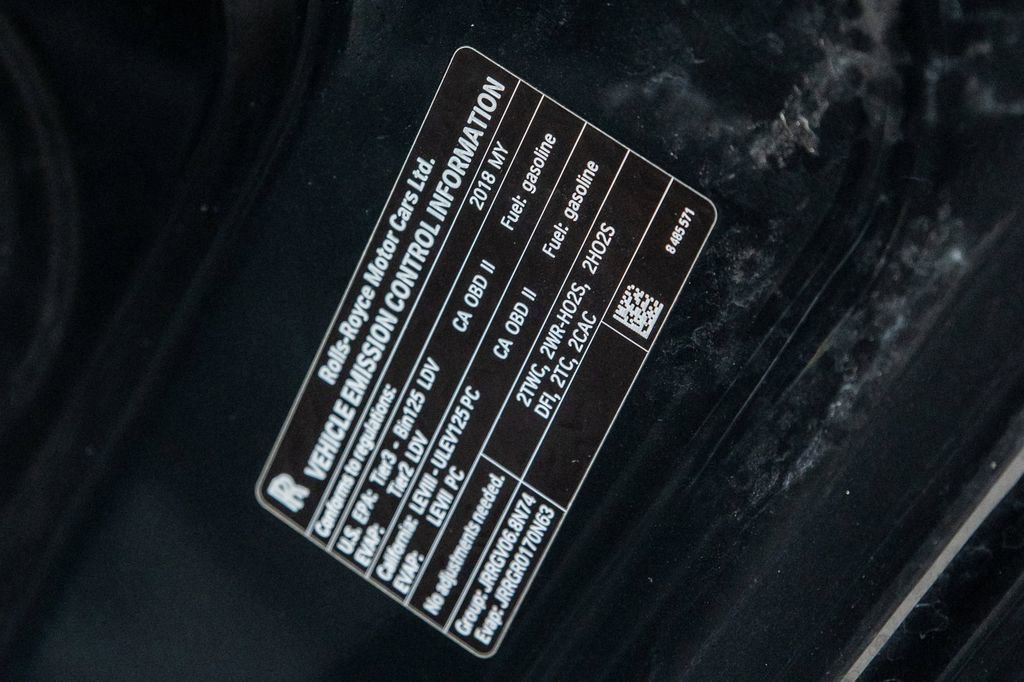 R
Rolls-Royce Motor Cars Ltd.
VEHICLE EMISSION CONTROL INFORMATION
Conforms to regulations: 2018 MY
U.S. EPA: Tier3 - Bin125 LDV CA OBD II Fuel: gasoline
EVAP: Tier2 LDV
California: LEVIII - ULEV125 PC CA OBD II Fuel: gasoline
EVAP: LEVII PC
No adjustments needed. 2TWC, 2WR-HO2S, 2HO2S
DFI, 2TC, 2CAC
Group: JRRGV06.8N74
Evap: JRRGR0170N63
8 485 571